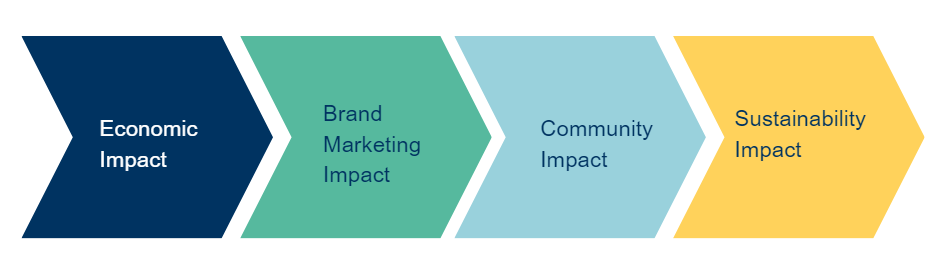 Economic
Impact
Brand
Marketing
Impact
Community
Impact
Sustainability
Impact